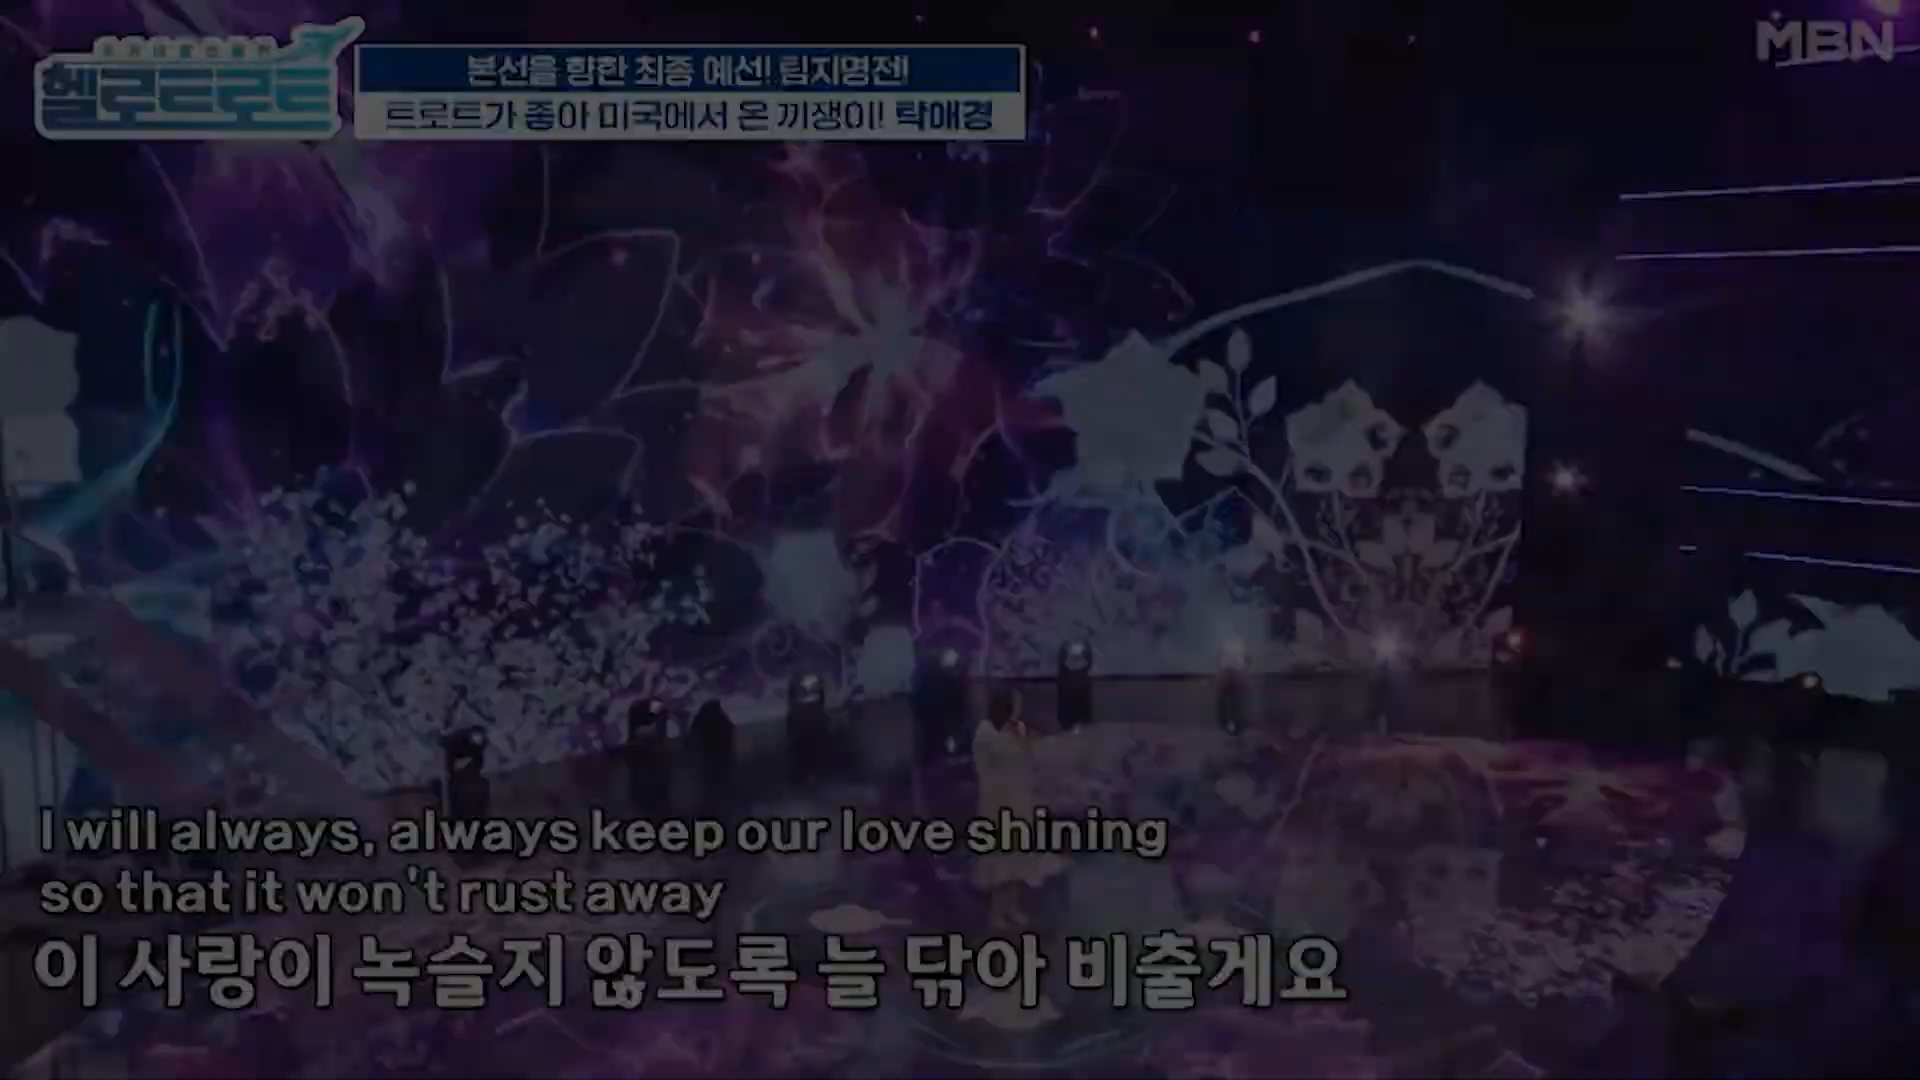 헬로트로트
본선을 향한 최종 예선! 팀지명전!
트로트가 좋아 미국에서 온 끼쟁이! 탁애경
MBN
I will always, always keep our love shining
so that it won't rust away
이 사랑이 녹슬지 않도록 늘 닦아 비출게요